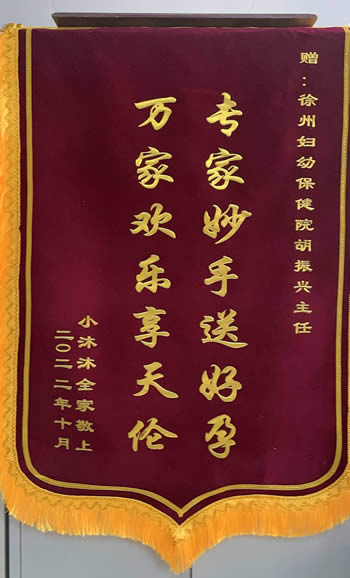 赠：徐州妇幼保健院胡振兴主任
专家妙手送好孕
万家欢乐享天伦
小沐沐全家敬上
二〇二二年十月